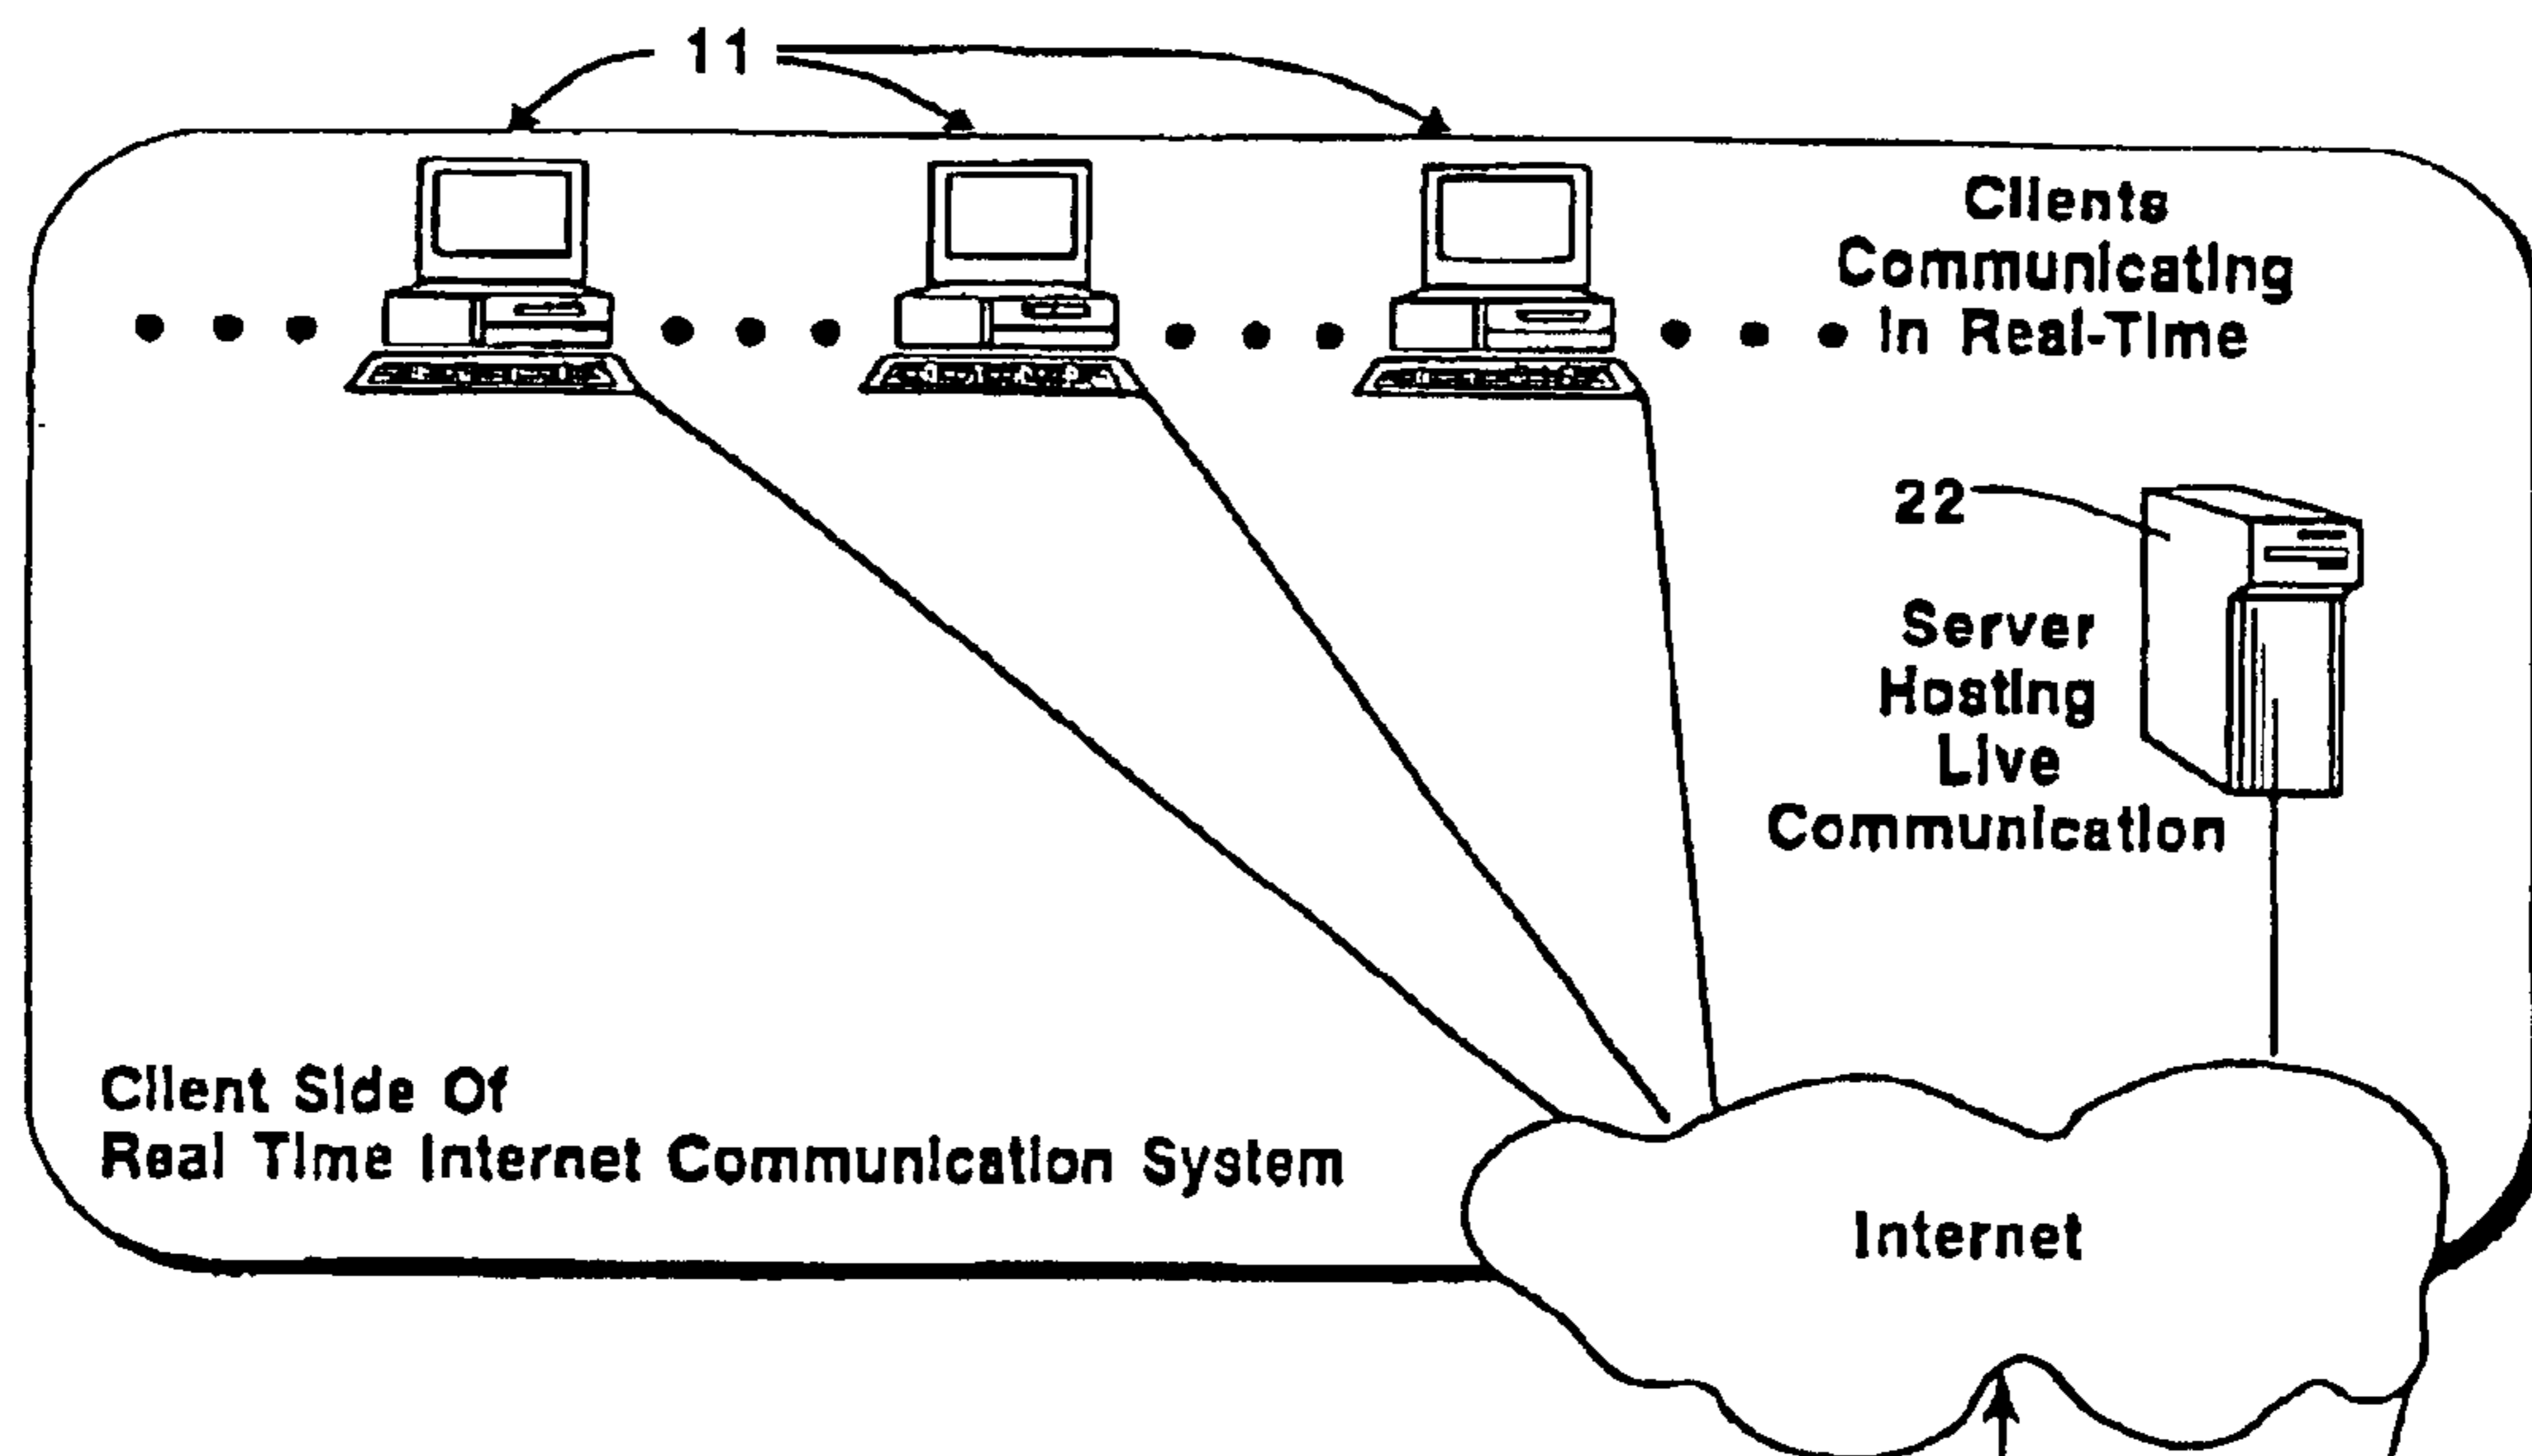 11
Clients
Communicating
In Real-Time
22
Server
Hosting
Live
Communication
Client Side Of
Real Time Internet Communication System
Internet